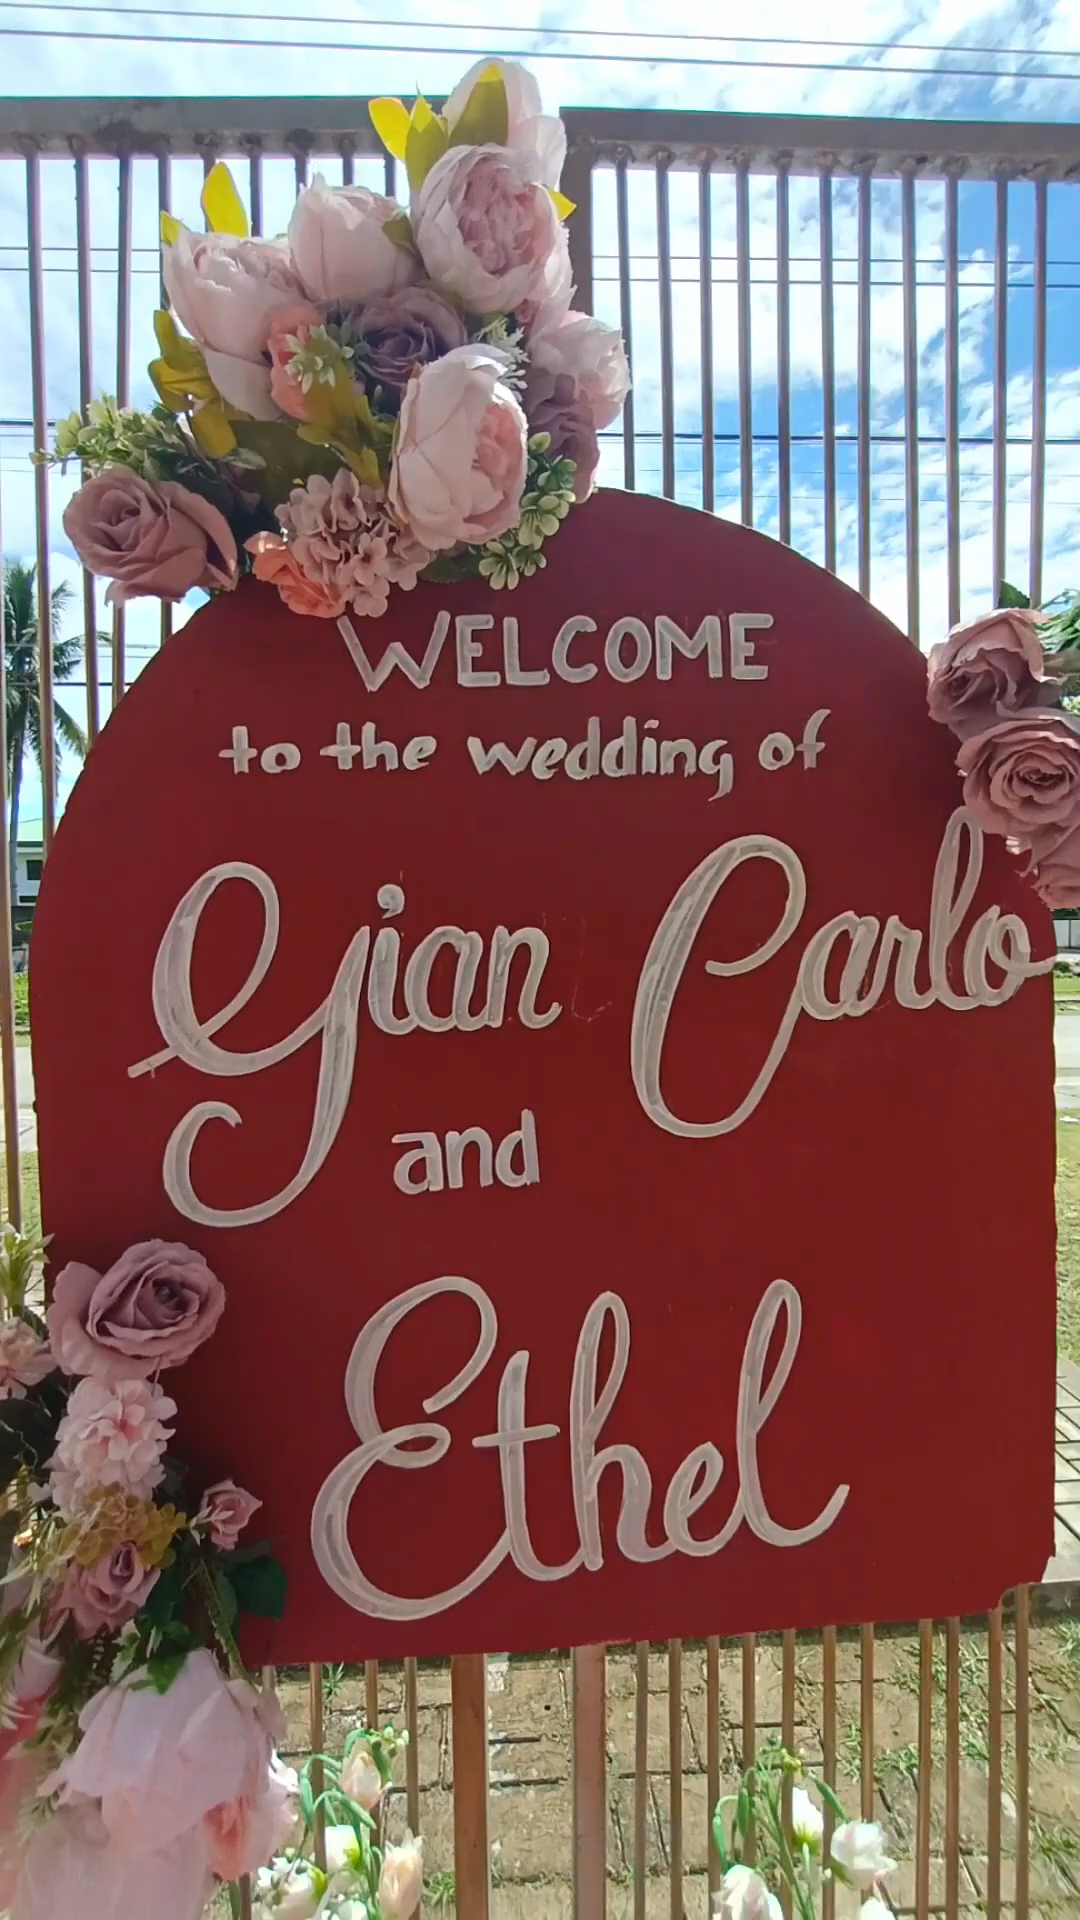 WELCOME
to the wedding of
Gian Carlo
and
Ethel